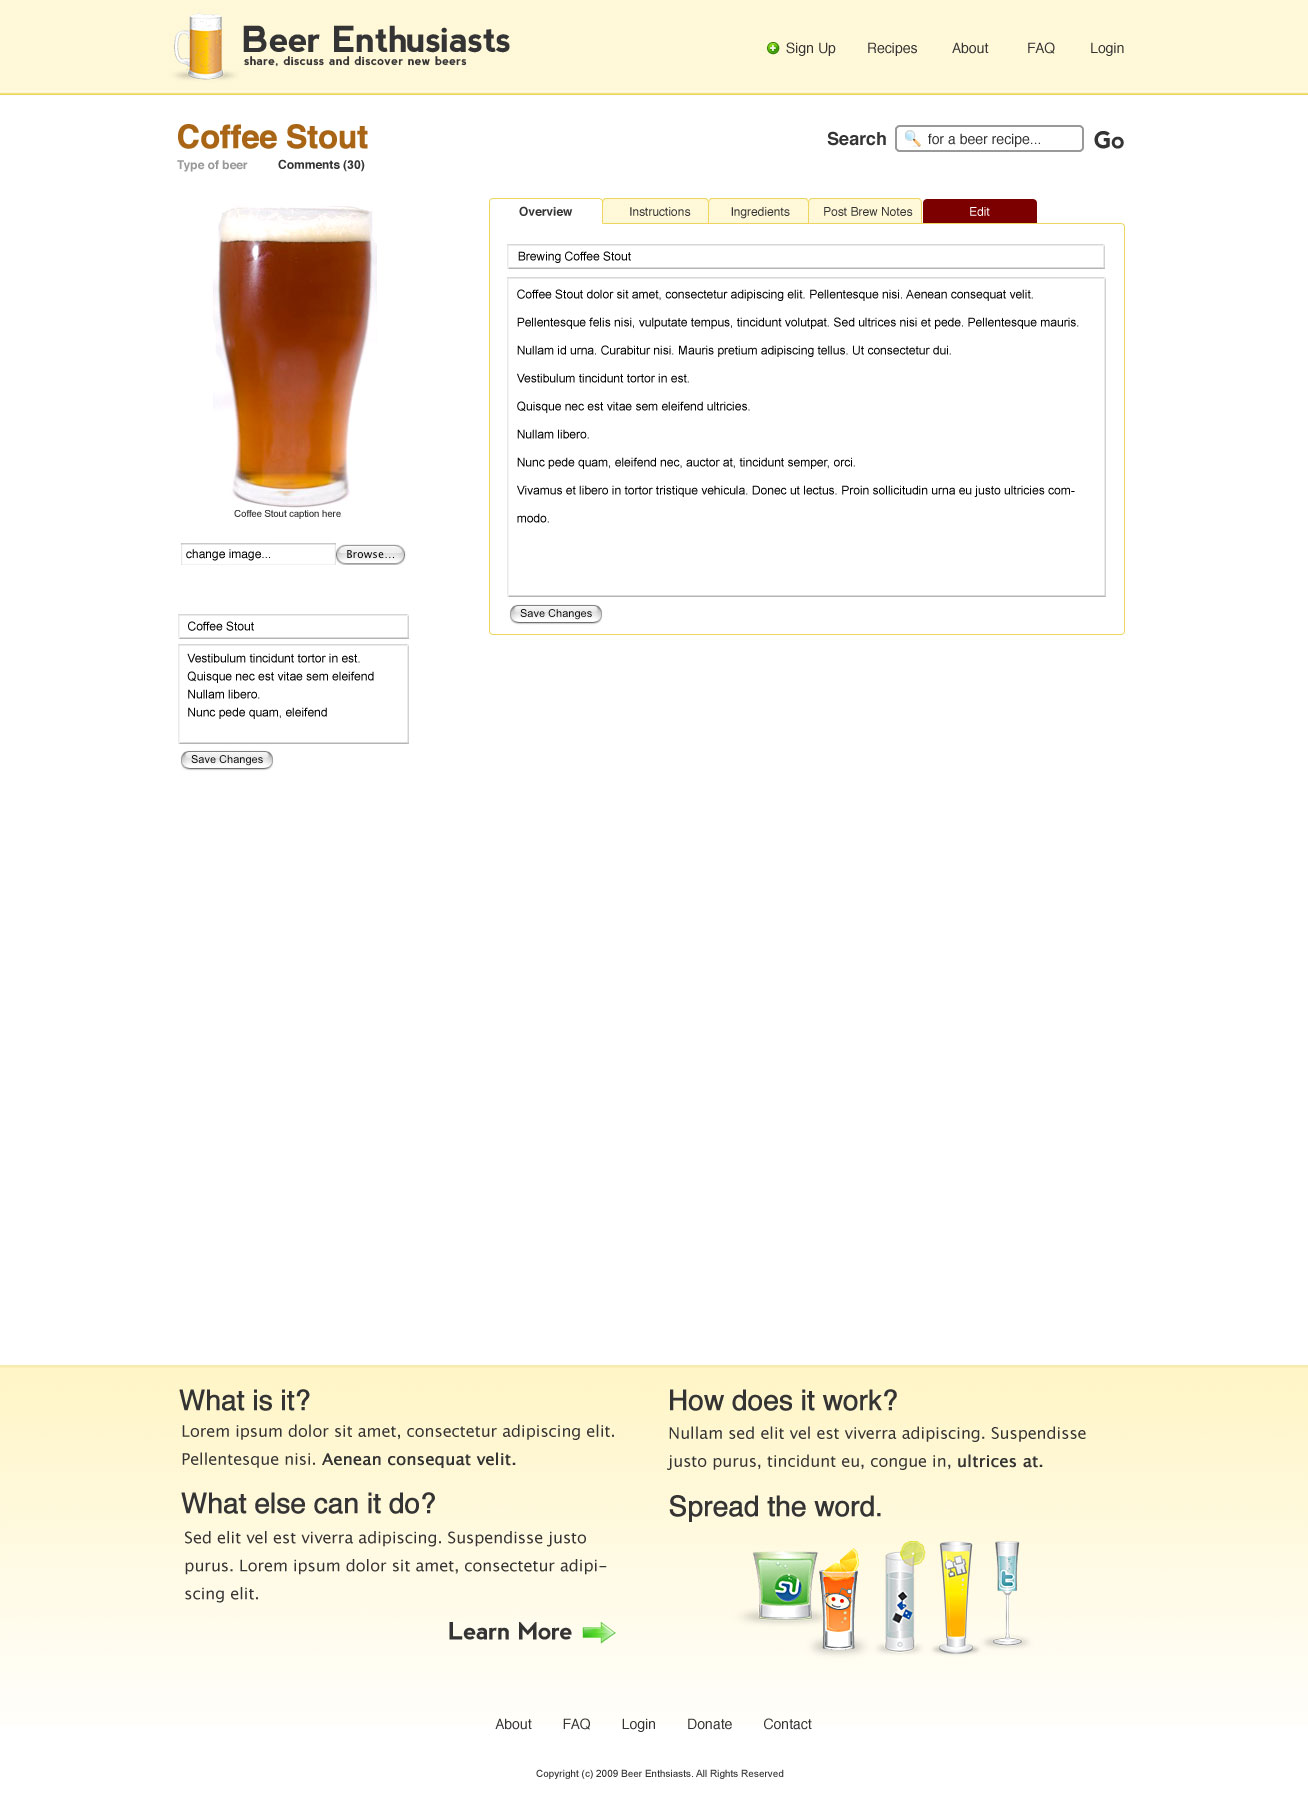 Beer Enthusiasts
share, discuss and discover new beers
Sign Up Recipes About FAQ Login
Coffee Stout
Type of beer Comments (30)
Search for a beer recipe... Go
Overview Instructions Ingredients Post Brew Notes Edit
Brewing Coffee Stout
Coffee Stout dolor sit amet, consectetur adipiscing elit. Pellentesque nisi. Aenean consequat velit.
Pellentesque felis nisi, vulputate tempus, tincidunt volutpat. Sed ultrices nisi et pede. Pellentesque mauris.
Nullam id urna. Curabitur nisi. Mauris pretium adipiscing tellus. Ut consectetur dui.
Vestibulum tincidunt tortor in est.
Quisque nec est vitae sem eleifend ultricies.
Nullam libero.
Nunc pede quam, eleifend nec, auctor at, tincidunt semper, orci.
Vivamus et libero in tortor tristique vehicula. Donec ut lectus. Proin sollicitudin urna eu justo ultricies com-
modo.
Save Changes
Coffee Stout caption here
change image... Browse...
Coffee Stout
Vestibulum tincidunt tortor in est.
Quisque nec est vitae sem eleifend
Nullam libero.
Nunc pede quam, eleifend
Save Changes
What is it?
Lorem ipsum dolor sit amet, consectetur adipiscing elit.
Pellentesque nisi. Aenean consequat velit.
What else can it do?
Sed elit vel est viverra adipiscing. Suspendisse justo
purus. Lorem ipsum dolor sit amet, consectetur adipi-
scing elit.
Learn More
How does it work?
Nullam sed elit vel est viverra adipiscing. Suspendisse
justo purus, tincidunt eu, congue in, ultrices at.
Spread the word.
SU
t
About FAQ Login Donate Contact
Copyright (c) 2009 Beer Enthsiasts. All Rights Reserved